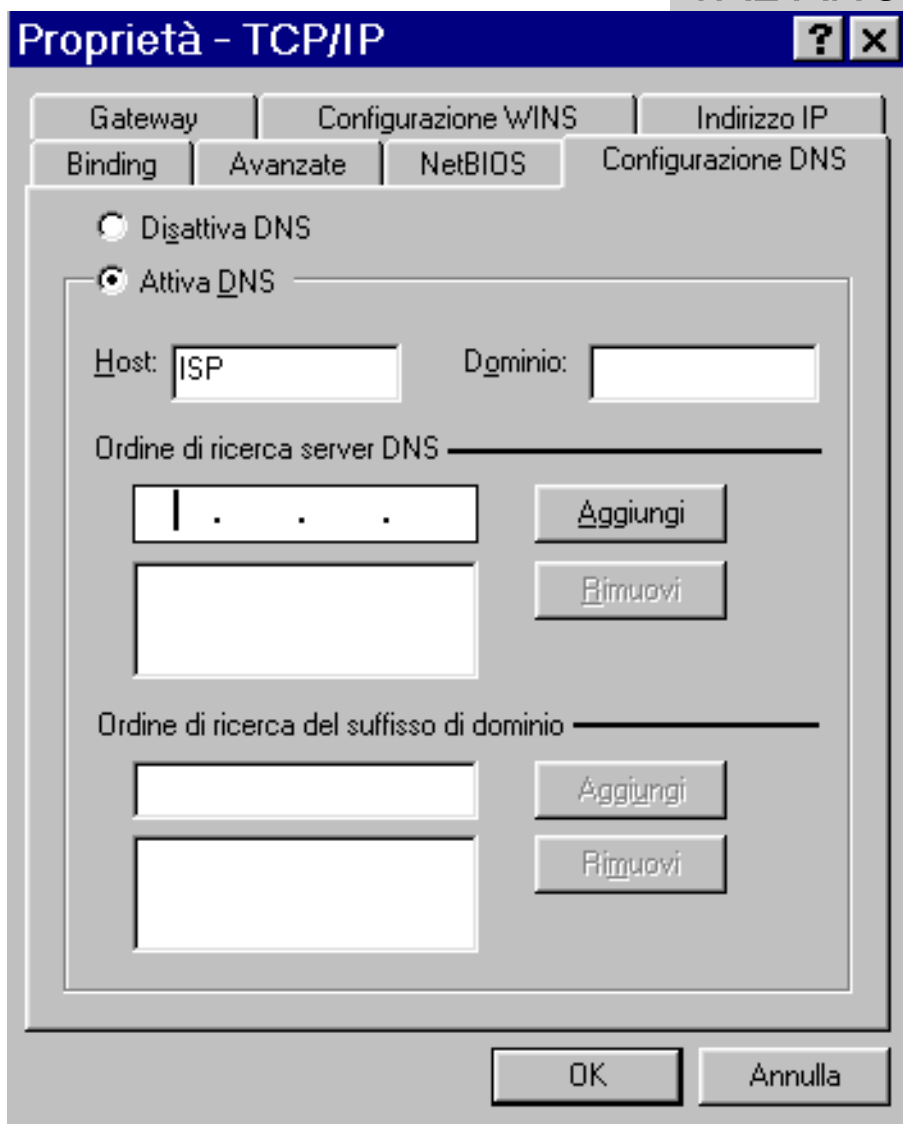 Proprietà - TCP/IP
Gateway Configurazione WINS Indirizzo IP
Binding Avanzate NetBIOS Configurazione DNS
Disattiva DNS
Attiva DNS
Host: ISP Dominio:
Ordine di ricerca server DNS
. . . Aggiungi
Rimuovi
Ordine di ricerca del suffisso di dominio
Aggiungi
Rimuovi
OK Annulla